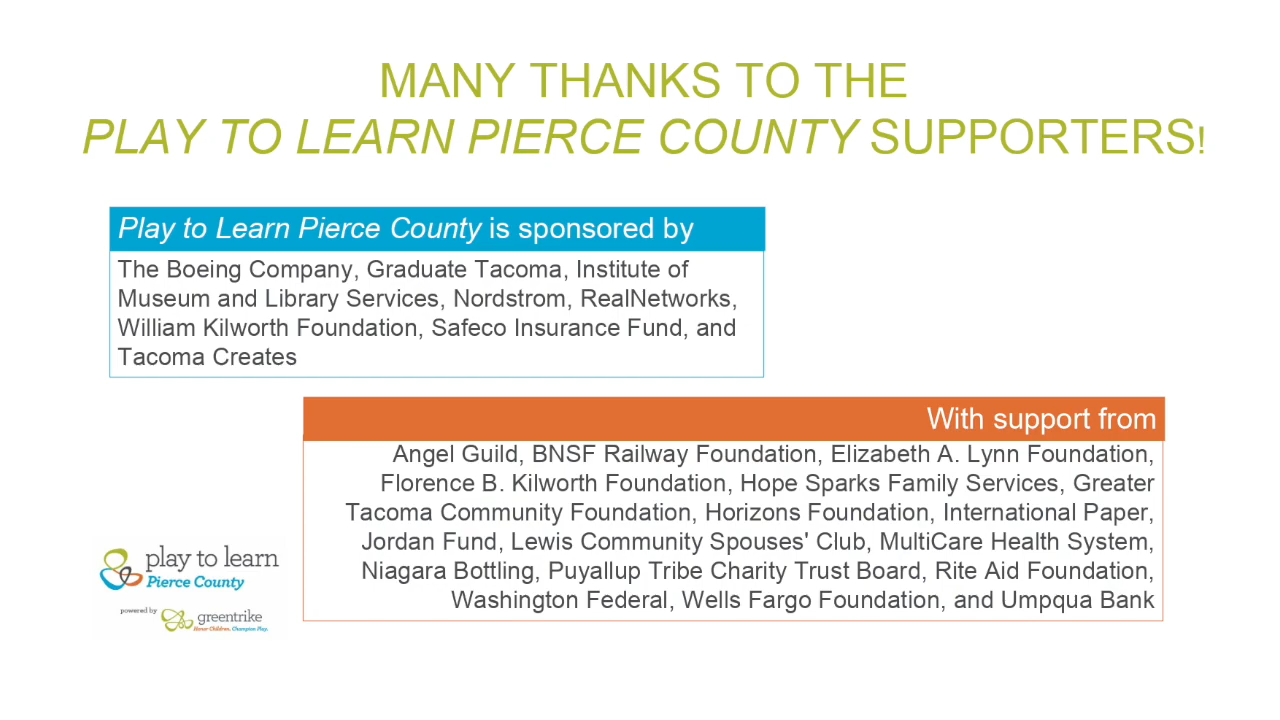 MANY THANKS TO THE
PLAY TO LEARN PIERCE COUNTY SUPPORTERS!
Play to Learn Pierce County is sponsored by
The Boeing Company, Graduate Tacoma, Institute of
Museum and Library Services, Nordstrom, RealNetworks,
William Kilworth Foundation, Safeco Insurance Fund, and
Tacoma Creates
With support from
Angel Guild, BNSF Railway Foundation, Elizabeth A. Lynn Foundation,
Florence B. Kilworth Foundation, Hope Sparks Family Services, Greater
Tacoma Community Foundation, Horizons Foundation, International Paper,
Jordan Fund, Lewis Community Spouses' Club, MultiCare Health System,
Niagara Bottling, Puyallup Tribe Charity Trust Board, Rite Aid Foundation,
Washington Federal, Wells Fargo Foundation, and Umpqua Bank
play to learn
Pierce County
powered by
greentrike
Honor Children. Champion Play.